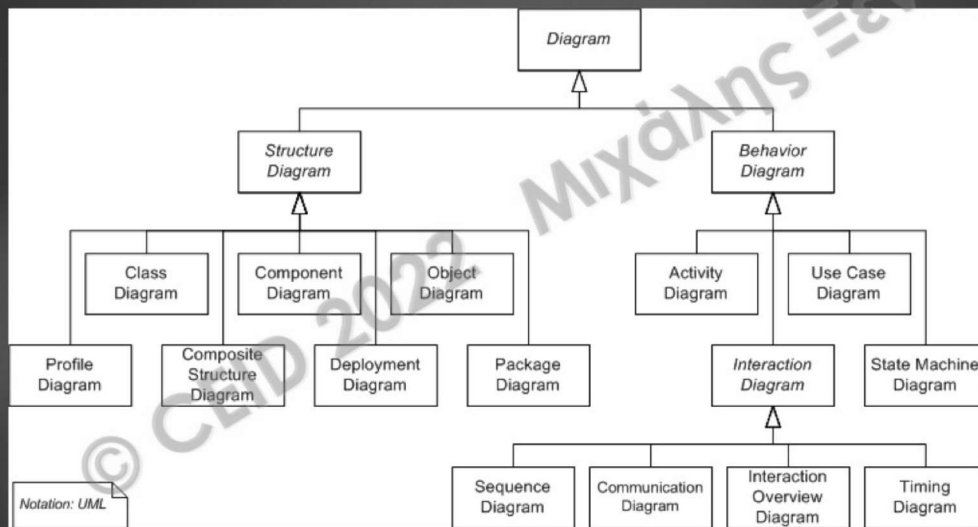 Diagram
Structure
Diagram
Behavior
Diagram
Class
Diagram
Component
Diagram
Object
Diagram
Activity
Diagram
Use Case
Diagram
Profile
Diagram
Composite
Structure
Diagram
Deployment
Diagram
Package
Diagram
Interaction
Diagram
State Machine
Diagram
Sequence
Diagram
Communication
Diagram
Interaction
Overview
Diagram
Timing
Diagram
Notation: UML
© CEID 2022 Μιχάλης